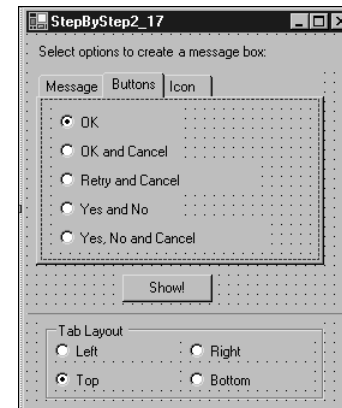 StepByStep2_17
Select options to create a message box:
Message Buttons Icon
OK
OK and Cancel
Retry and Cancel
Yes and No
Yes, No and Cancel
Show!
Tab Layout
Left Right
Top Bottom